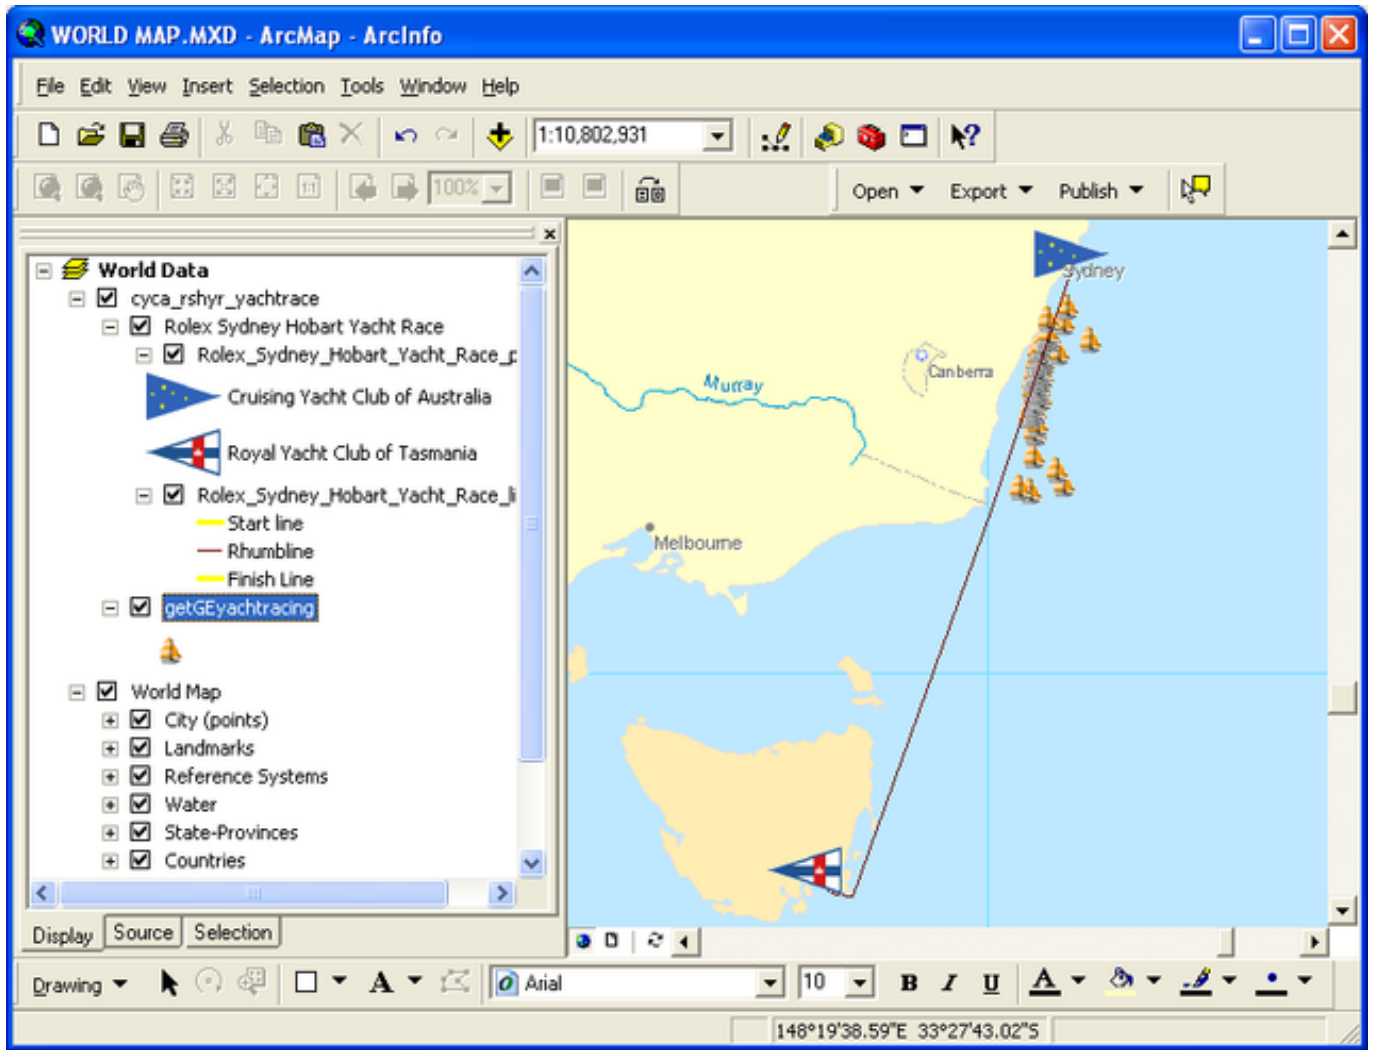 WORLD MAP.MXD - ArcMap - ArcInfo
File Edit View Insert Selection Tools Window Help
1:10,802,931
1:1 100% Open Export Publish
World Data
cyca_rshyr_yachtrace
Rolex Sydney Hobart Yacht Race
Rolex_Sydney_Hobart_Yacht_Race_p
Cruising Yacht Club of Australia
Royal Yacht Club of Tasmania
Rolex_Sydney_Hobart_Yacht_Race_li
Start line
Rhumbline
Finish Line
getGEyachtracing
World Map
City (points)
Landmarks
Reference Systems
Water
State-Provinces
Countries
Display Source Selection
Sydney
Canberra
Murray
Melbourne
Drawing A Arial 10 B I U A
148°19'38.59"E 33°27'43.02"S